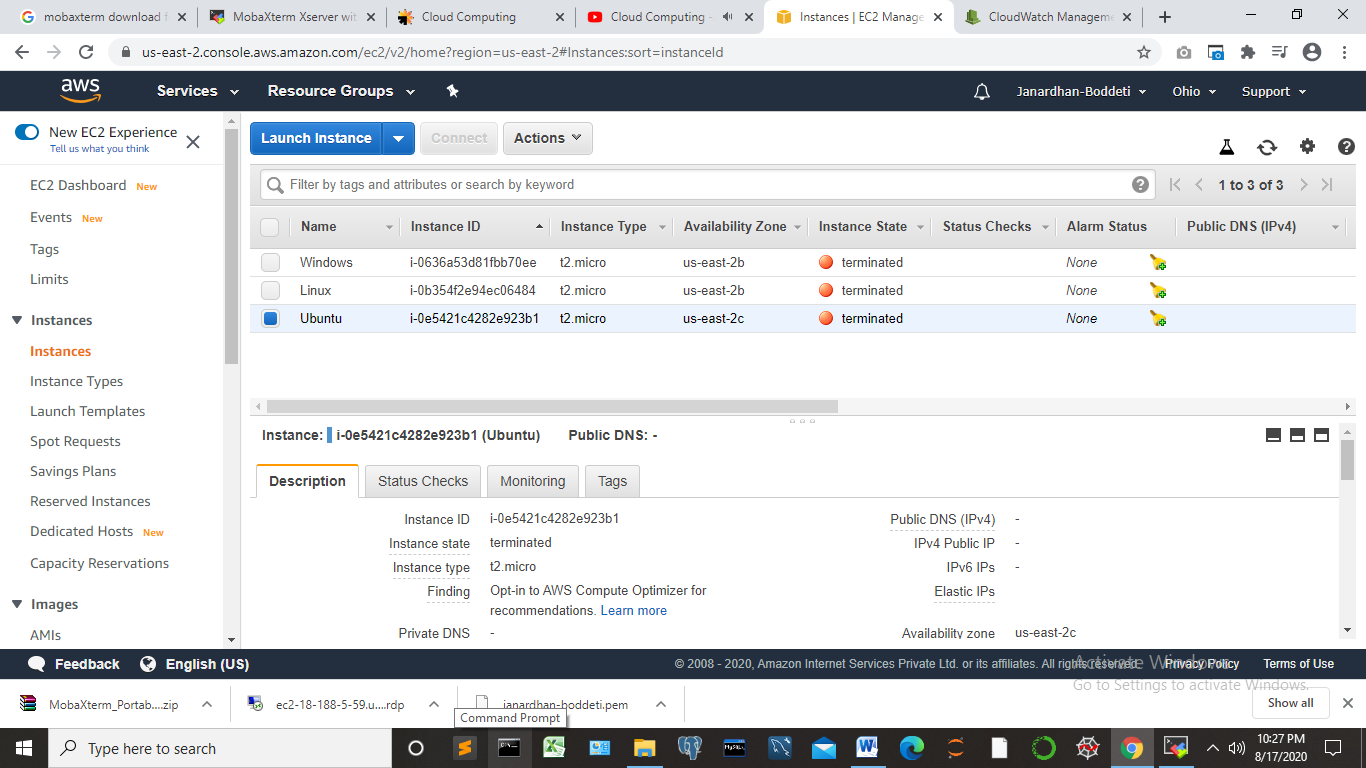 mobaxterm download f
MobaXterm Xserver wit
Cloud Computing
Cloud Computing -
Instances | EC2 Manage
CloudWatch Manageme
us-east-2.console.aws.amazon.com/ec2/v2/home?region=us-east-2#Instances:sort=instanceId
aws
Services
Resource Groups
Janardhan-Boddeti
Ohio
Support
New EC2 Experience
Tell us what you think
EC2 Dashboard New
Events New
Tags
Limits
Instances
Instances
Instance Types
Launch Templates
Spot Requests
Savings Plans
Reserved Instances
Dedicated Hosts New
Capacity Reservations
Images
AMIs
Launch Instance
Connect
Actions
Filter by tags and attributes or search by keyword
1 to 3 of 3
Name Instance ID Instance Type Availability Zone Instance State Status Checks Alarm Status Public DNS (IPv4)
Windows i-0636a53d81fbb70ee t2.micro us-east-2b terminated None
Linux i-0b354f2e94ec06484 t2.micro us-east-2b terminated None
Ubuntu i-0e5421c4282e923b1 t2.micro us-east-2c terminated None
Instance: i-0e5421c4282e923b1 (Ubuntu) Public DNS: -
Description
Status Checks
Monitoring
Tags
Instance ID i-0e5421c4282e923b1
Instance state terminated
Instance type t2.micro
Finding Opt-in to AWS Compute Optimizer for
recommendations. Learn more
Private DNS -
Public DNS (IPv4) -
IPv4 Public IP -
IPv6 IPs -
Elastic IPs
Availability zone us-east-2c
Feedback
English (US)
© 2008 - 2020, Amazon Internet Services Private Ltd. or its affiliates. All rights reserved.
Privacy Policy
Terms of Use
Activate Windows
Go to Settings to activate Windows.
MobaXterm_Portab....zip
ec2-18-188-5-59.u....rdp
janardhan-boddeti.pem
Show all
Command Prompt
Type here to search
10:27 PM
8/17/2020